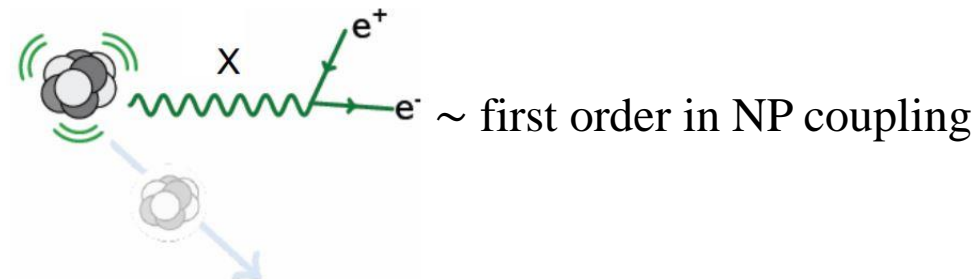 e⁺
X
e⁻ ~ first order in NP coupling